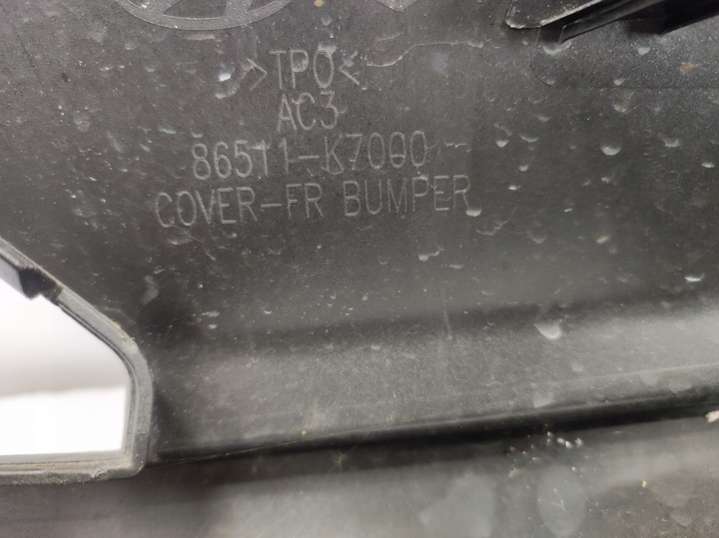 >TPO<
AC3
86511-K7000
COVER-FR BUMPER